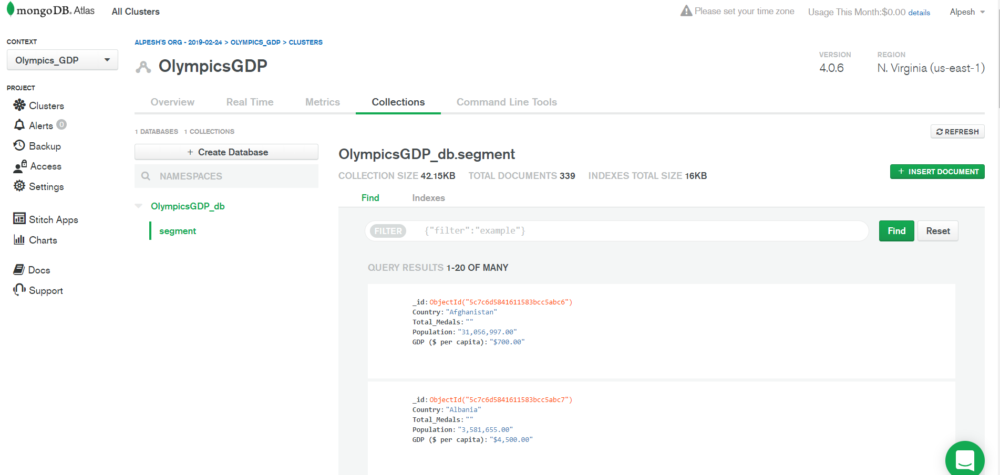 mongoDB. Atlas All Clusters Please set your time zone Usage This Month:$0.00 details Alpesh
CONTEXT
Olympics_GDP
PROJECT
Clusters
Alerts 0
Backup
Access
Settings
Stitch Apps
Charts
Docs
Support
ALPESH'S ORG - 2019-02-24 > OLYMPICS_GDP > CLUSTERS
OlympicsGDP
VERSION
4.0.6
REGION
N. Virginia (us-east-1)
Overview Real Time Metrics Collections Command Line Tools
1 DATABASES 1 COLLECTIONS
REFRESH
+ Create Database
NAMESPACES
OlympicsGDP_db
segment
OlympicsGDP_db.segment
COLLECTION SIZE 42.15KB TOTAL DOCUMENTS 339 INDEXES TOTAL SIZE 16KB
+ INSERT DOCUMENT
Find Indexes
FILTER {"filter":"example"}
Find Reset
QUERY RESULTS 1-20 OF MANY
_id: ObjectId("5c7c6d5841611583bcc5abc6")
Country: "Afghanistan"
Total_Medals: ""
Population: "31,056,997.00"
GDP ($ per capita): "$700.00"
_id: ObjectId("5c7c6d5841611583bcc5abc7")
Country: "Albania"
Total_Medals: ""
Population: "3,581,655.00"
GDP ($ per capita): "$4,500.00"